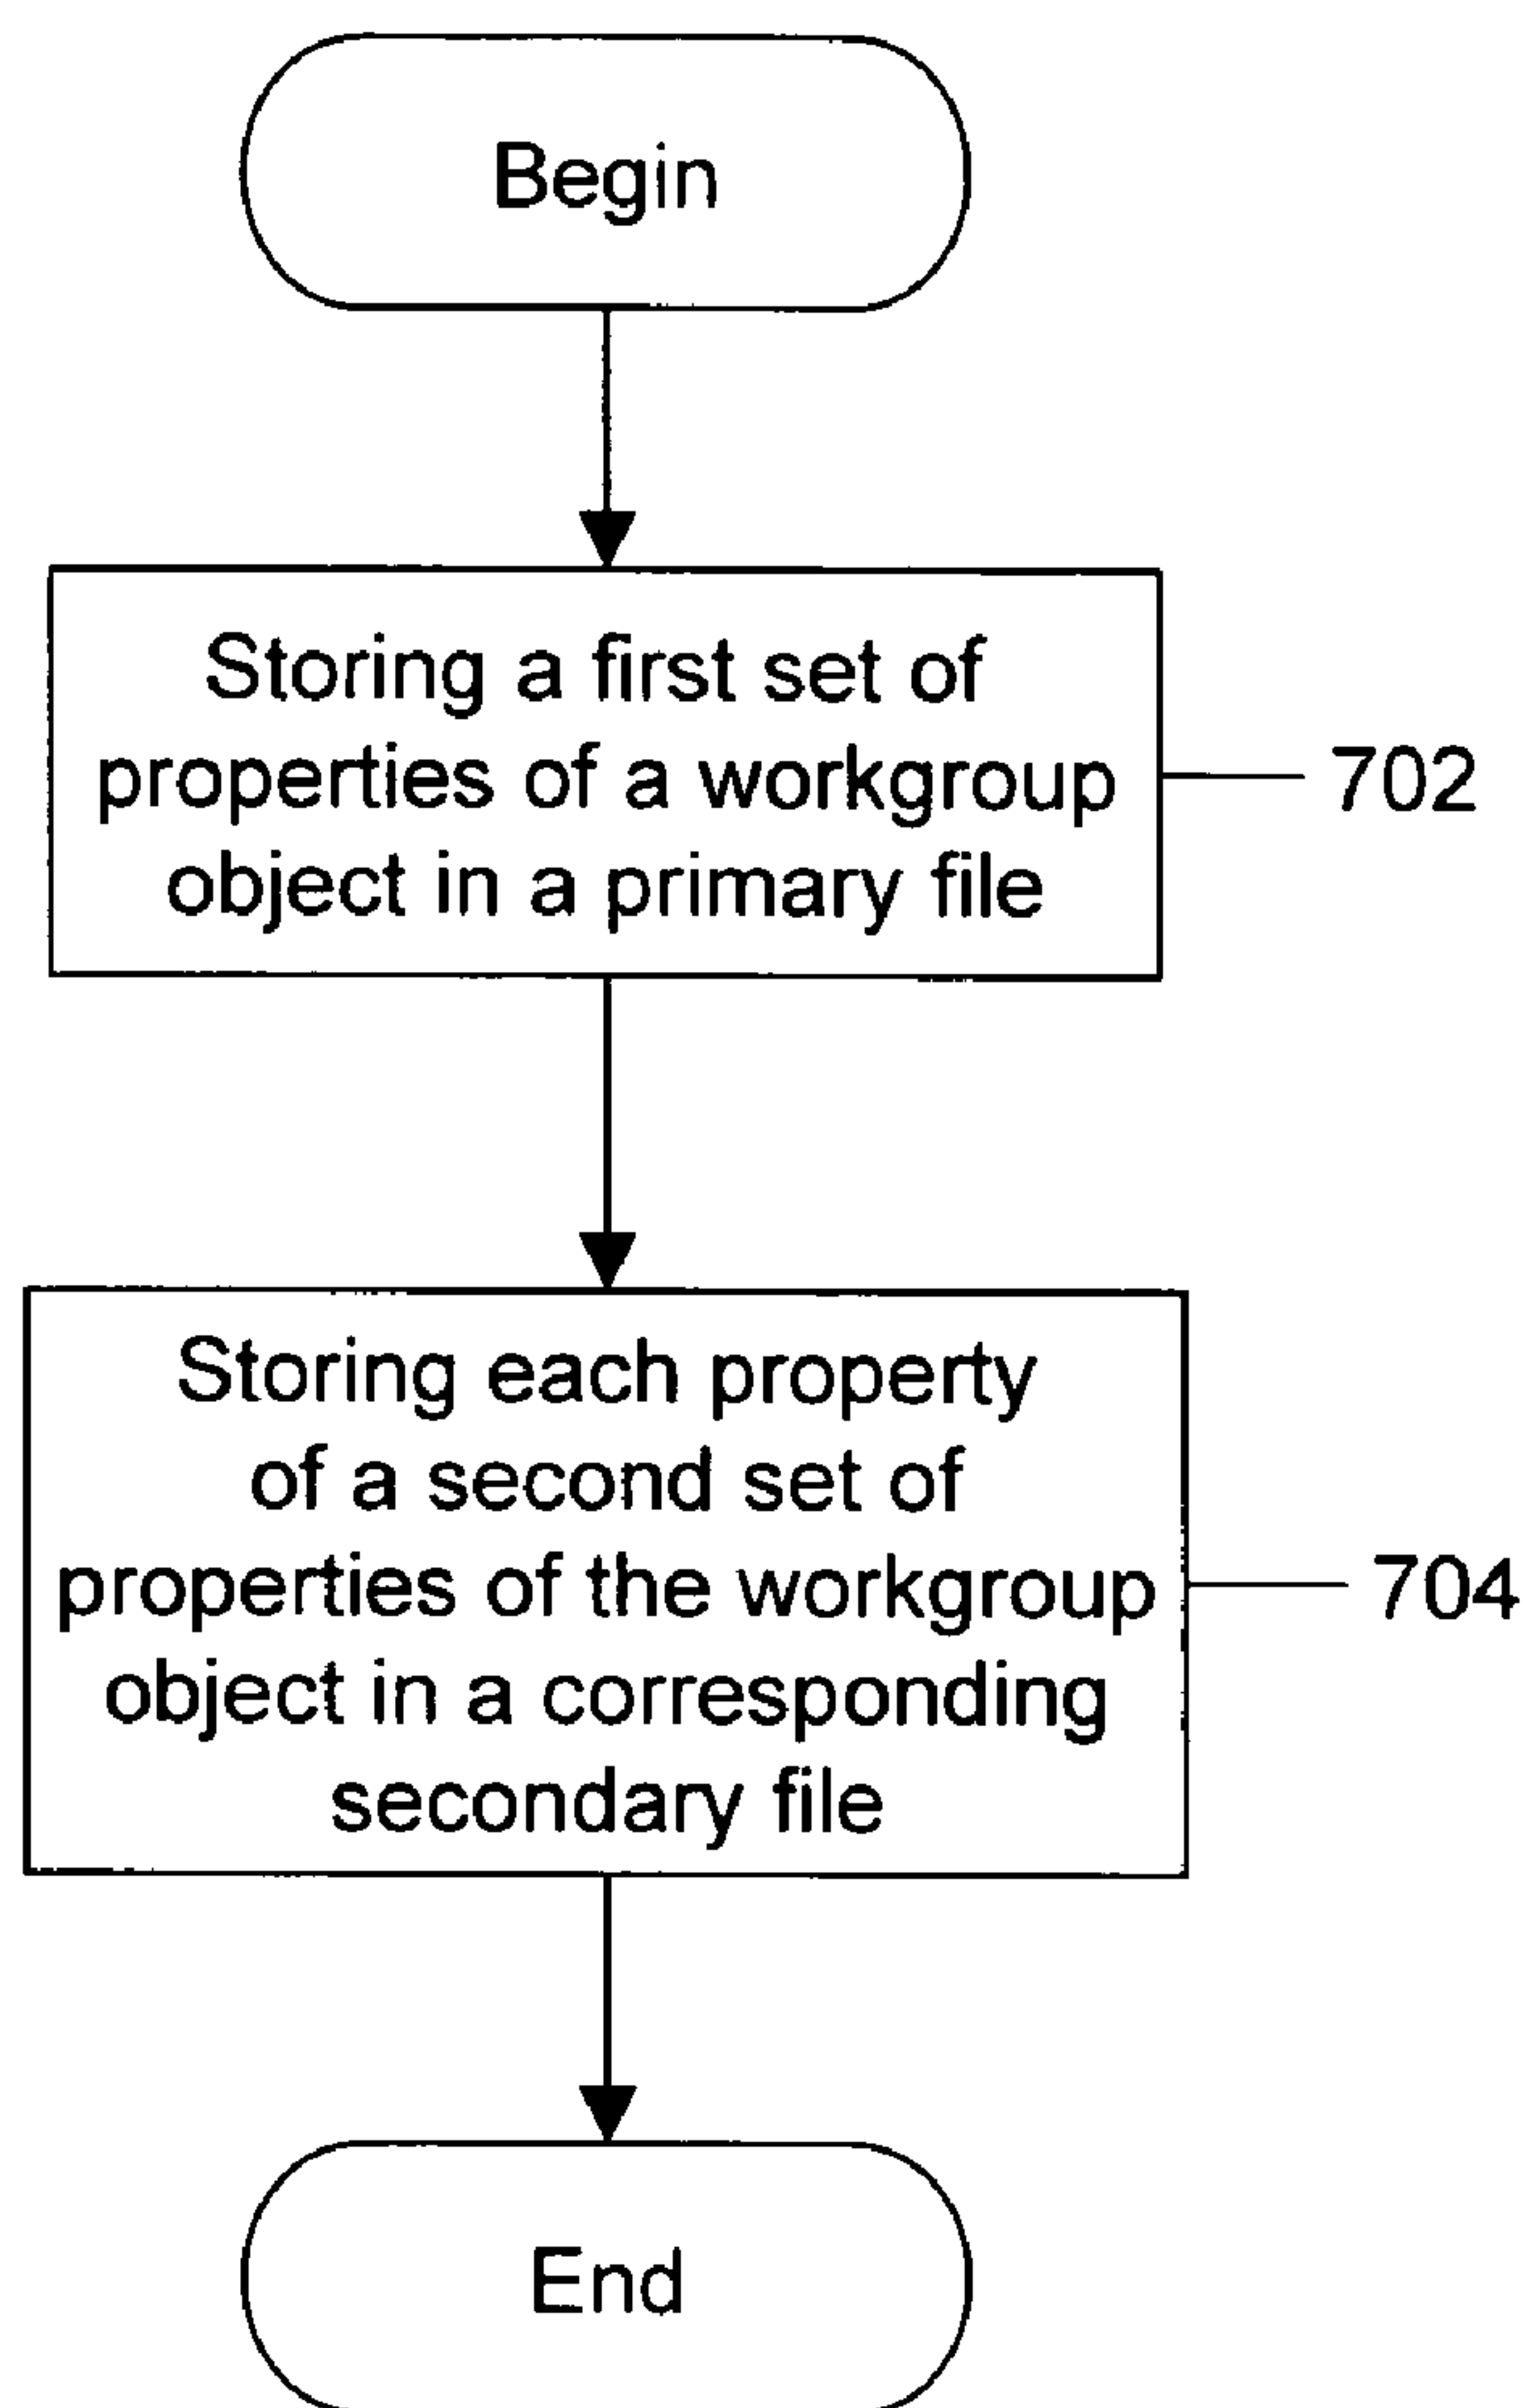 Begin
Storing a first set of
properties of a workgroup
object in a primary file
702
Storing each property
of a second set of
properties of the workgroup
object in a corresponding
secondary file
704
End